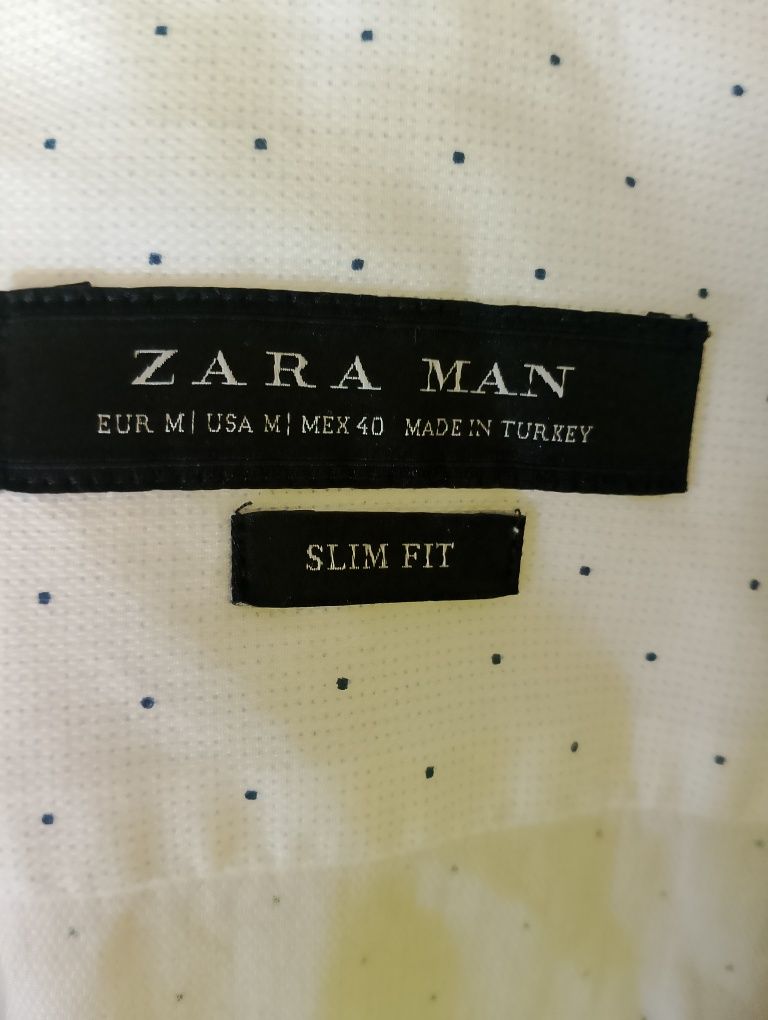 ZARA MAN
EUR M | USA M | MEX 40 MADE IN TURKEY
SLIM FIT